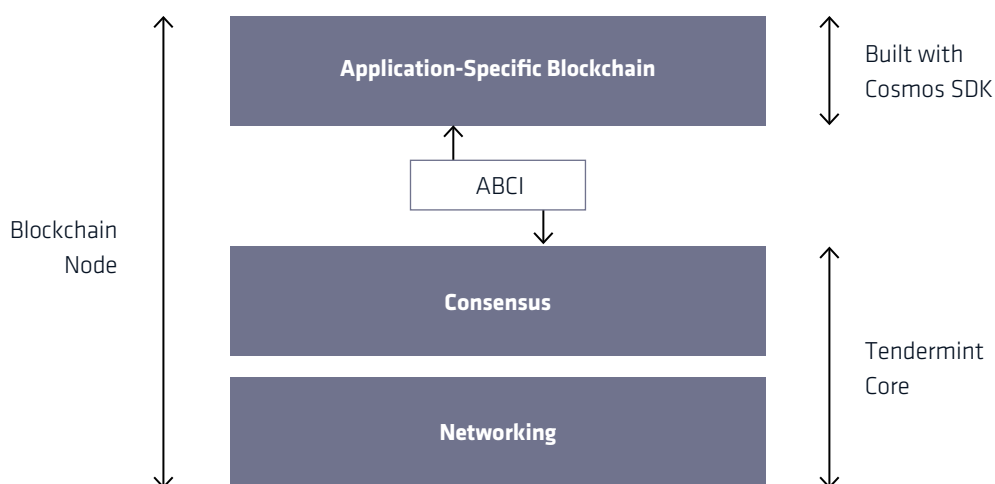 Application-Specific Blockchain
Built with
Cosmos SDK
ABCI
Blockchain
Node
Consensus
Tendermint
Core
Networking